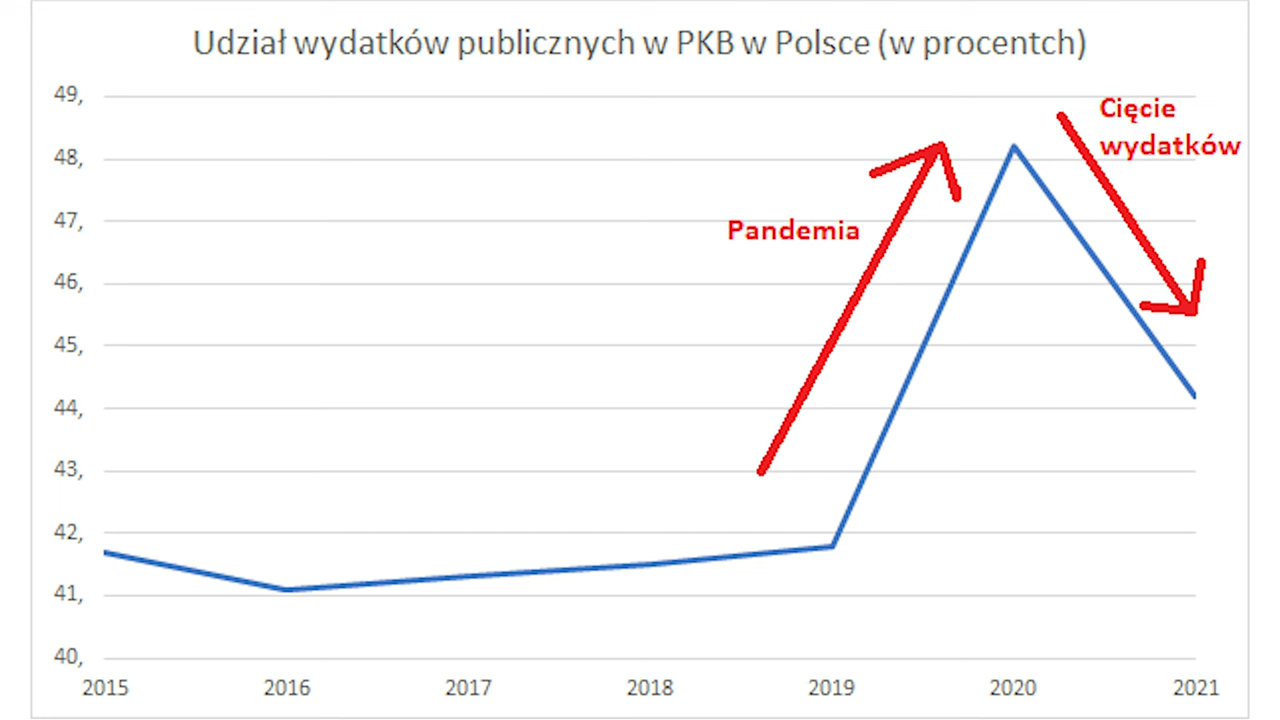 Udział wydatków publicznych w PKB w Polsce (w procentch)
49,
48,
47,
46,
45,
44,
43,
42,
41,
40,
Pandemia
Cięcie
wydatków
2015 2016 2017 2018 2019 2020 2021